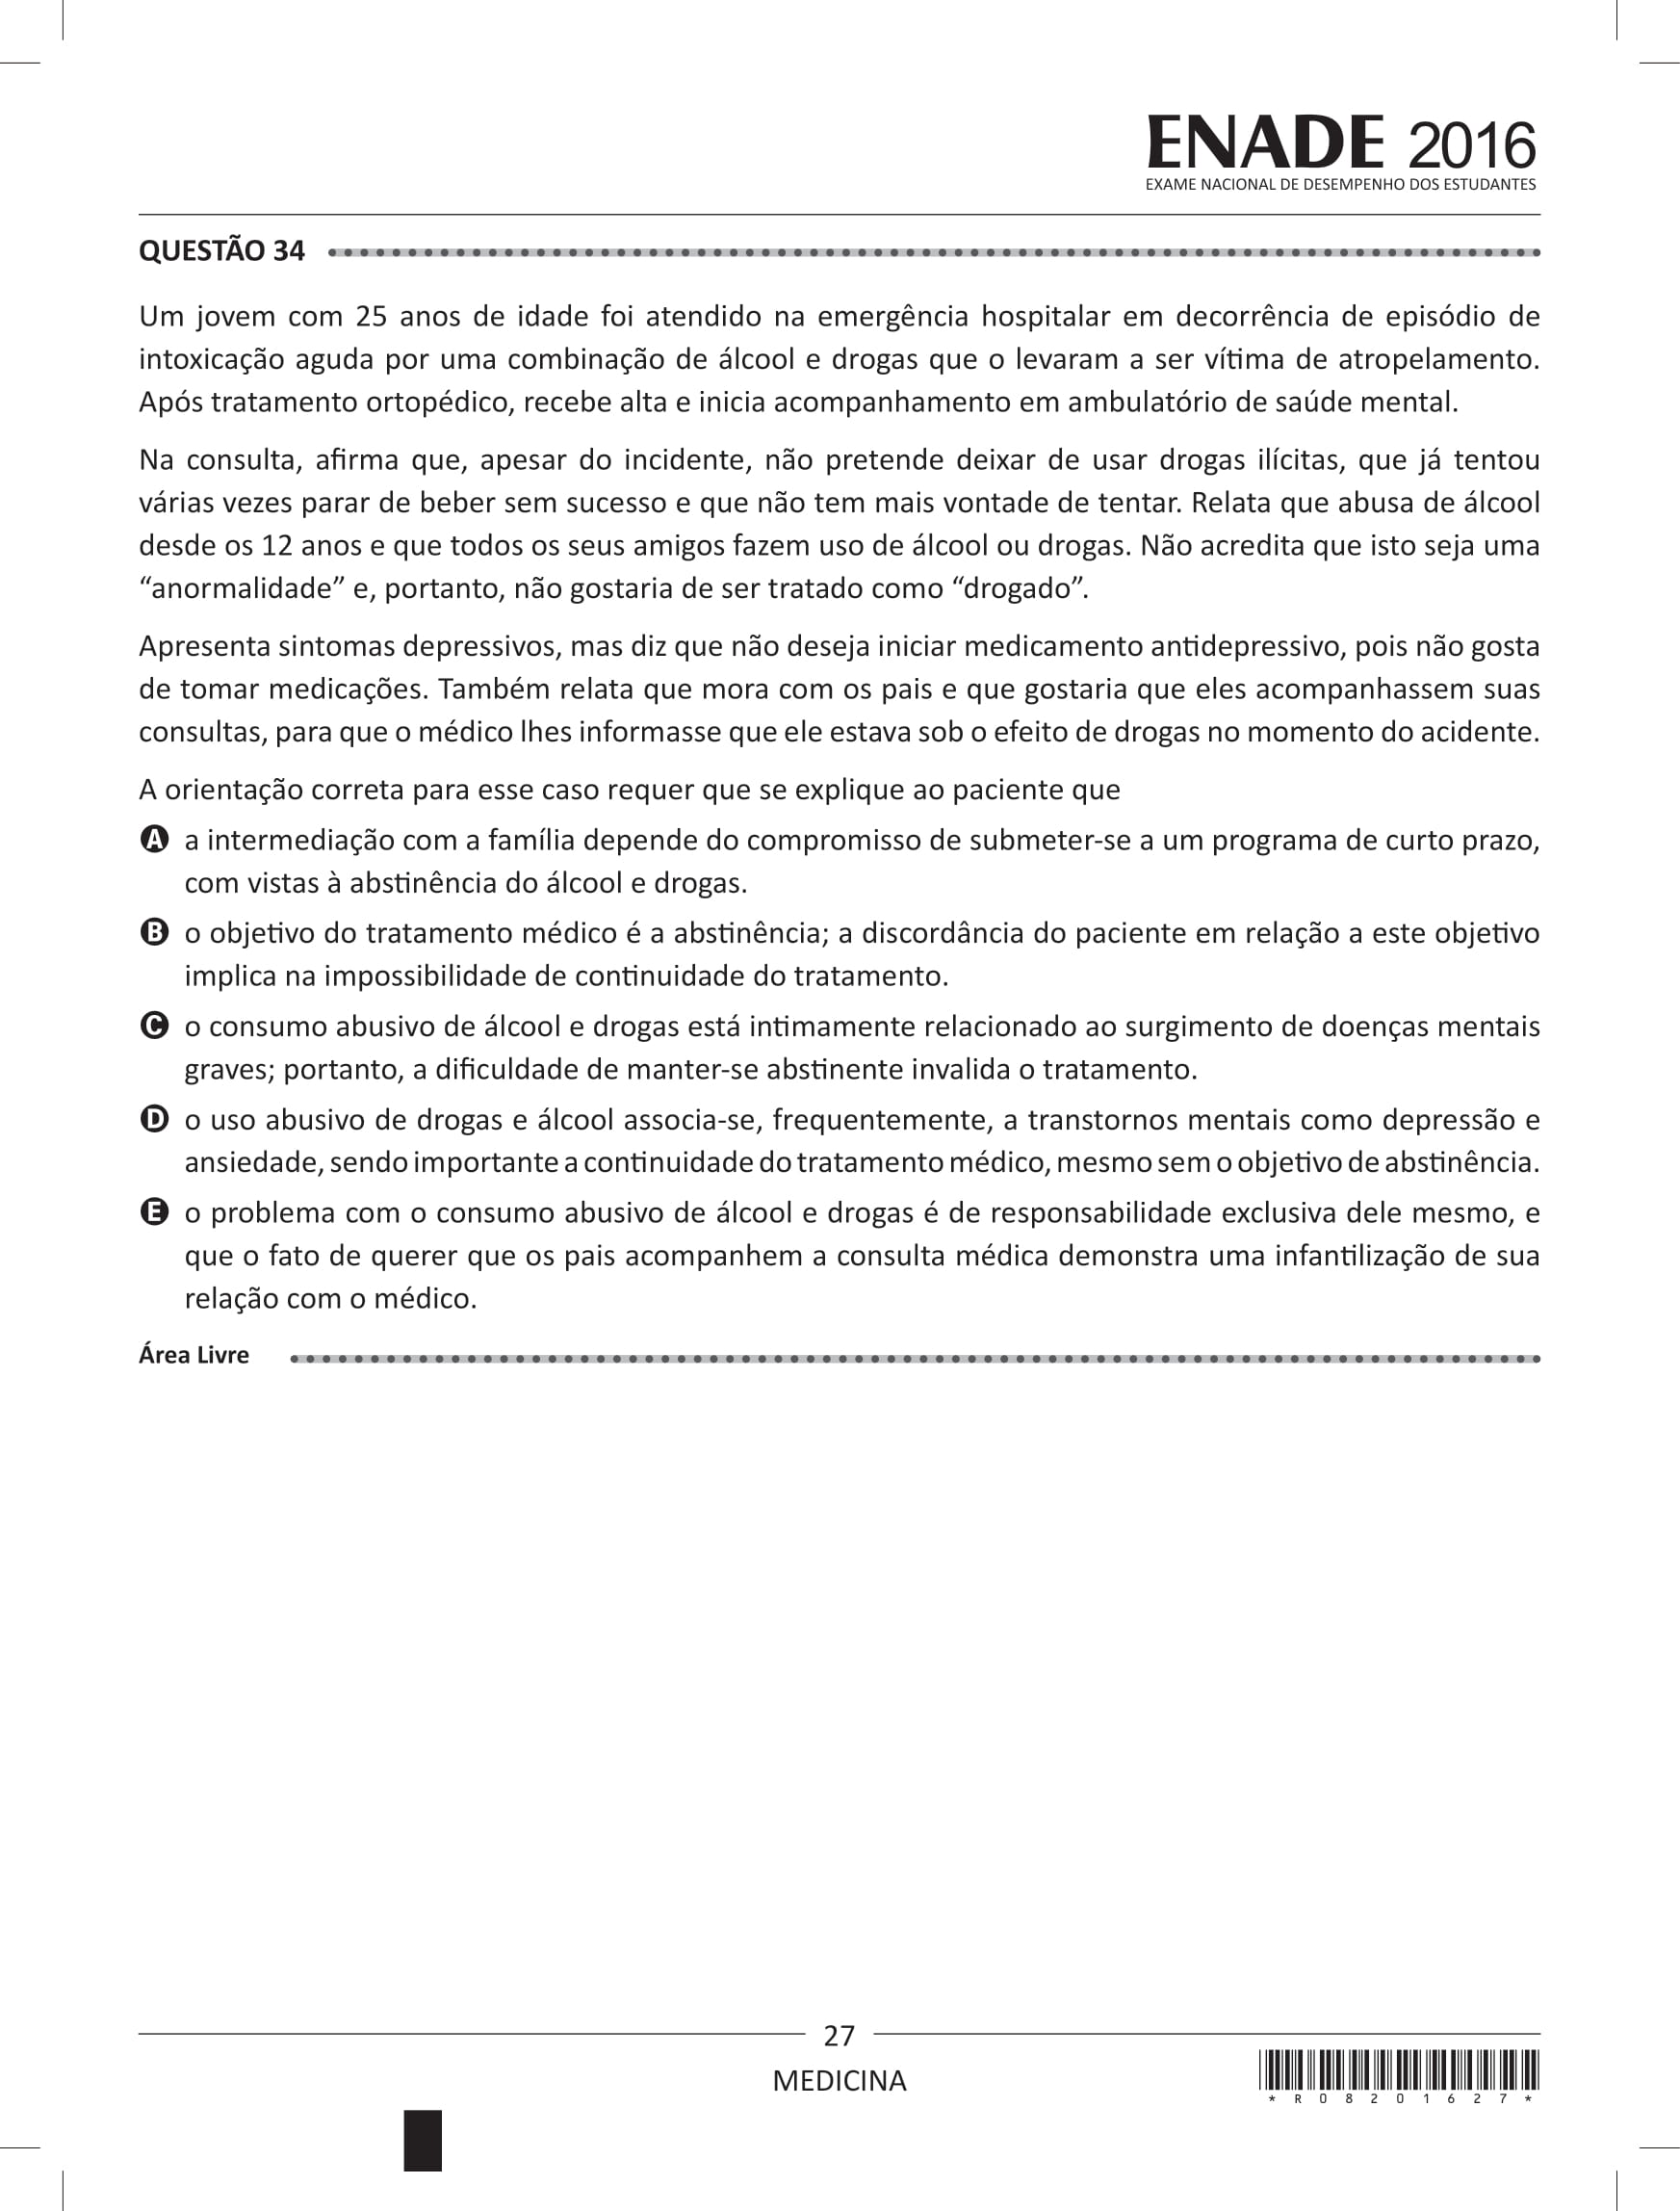 ENADE 2016
EXAME NACIONAL DE DESEMPENHO DOS ESTUDANTES
QUESTÃO 34
Um jovem com 25 anos de idade foi atendido na emergência hospitalar em decorrência de episódio de
intoxicação aguda por uma combinação de álcool e drogas que o levaram a ser vítima de atropelamento.
Após tratamento ortopédico, recebe alta e inicia acompanhamento em ambulatório de saúde mental.
Na consulta, afirma que, apesar do incidente, não pretende deixar de usar drogas ilícitas, que já tentou
várias vezes parar de beber sem sucesso e que não tem mais vontade de tentar. Relata que abusa de álcool
desde os 12 anos e que todos os seus amigos fazem uso de álcool ou drogas. Não acredita que isto seja uma
“anormalidade” e, portanto, não gostaria de ser tratado como “drogado”.
Apresenta sintomas depressivos, mas diz que não deseja iniciar medicamento antidepressivo, pois não gosta
de tomar medicações. Também relata que mora com os pais e que gostaria que eles acompanhassem suas
consultas, para que o médico lhes informasse que ele estava sob o efeito de drogas no momento do acidente.
A orientação correta para esse caso requer que se explique ao paciente que
A a intermediação com a família depende do compromisso de submeter-se a um programa de curto prazo,
com vistas à abstinência do álcool e drogas.
B o objetivo do tratamento médico é a abstinência; a discordância do paciente em relação a este objetivo
implica na impossibilidade de continuidade do tratamento.
C o consumo abusivo de álcool e drogas está intimamente relacionado ao surgimento de doenças mentais
graves; portanto, a dificuldade de manter-se abstinente invalida o tratamento.
D o uso abusivo de drogas e álcool associa-se, frequentemente, a transtornos mentais como depressão e
ansiedade, sendo importante a continuidade do tratamento médico, mesmo sem o objetivo de abstinência.
E o problema com o consumo abusivo de álcool e drogas é de responsabilidade exclusiva dele mesmo, e
que o fato de querer que os pais acompanhem a consulta médica demonstra uma infantilização de sua
relação com o médico.
Área Livre
27
MEDICINA
*R08201627*